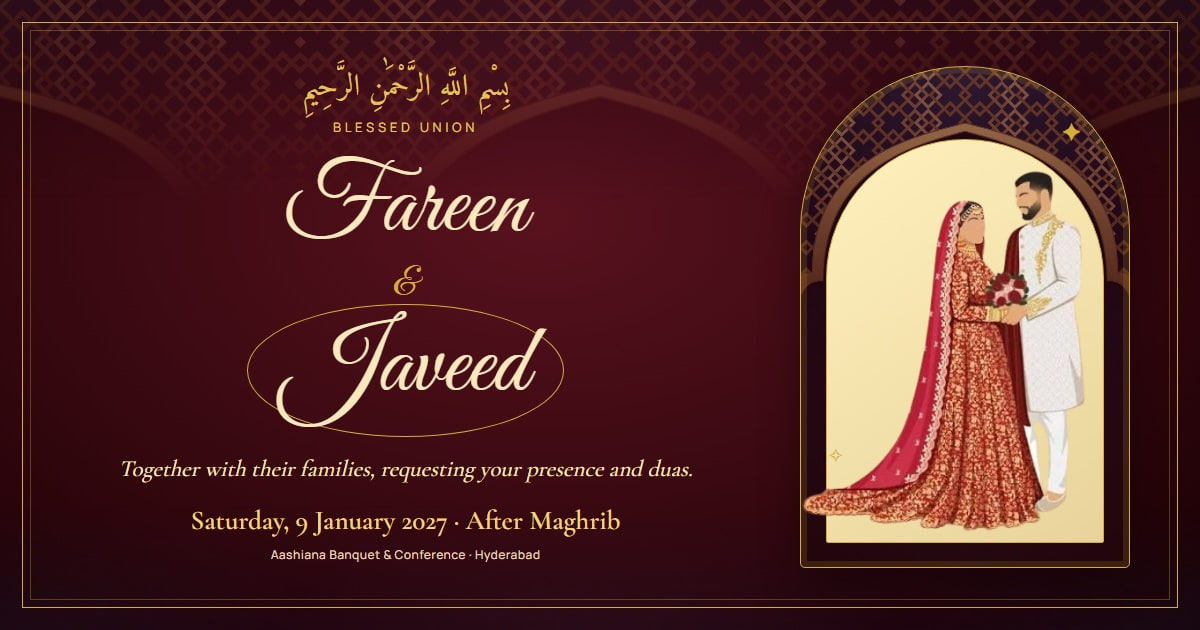 بِسْمِ اللَّهِ الرَّحْمَٰنِ الرَّحِيمِ
BLESSED UNION
Fareen
&
Javeed
Together with their families, requesting your presence and duas.
Saturday, 9 January 2027 · After Maghrib
Aashiana Banquet & Conference · Hyderabad